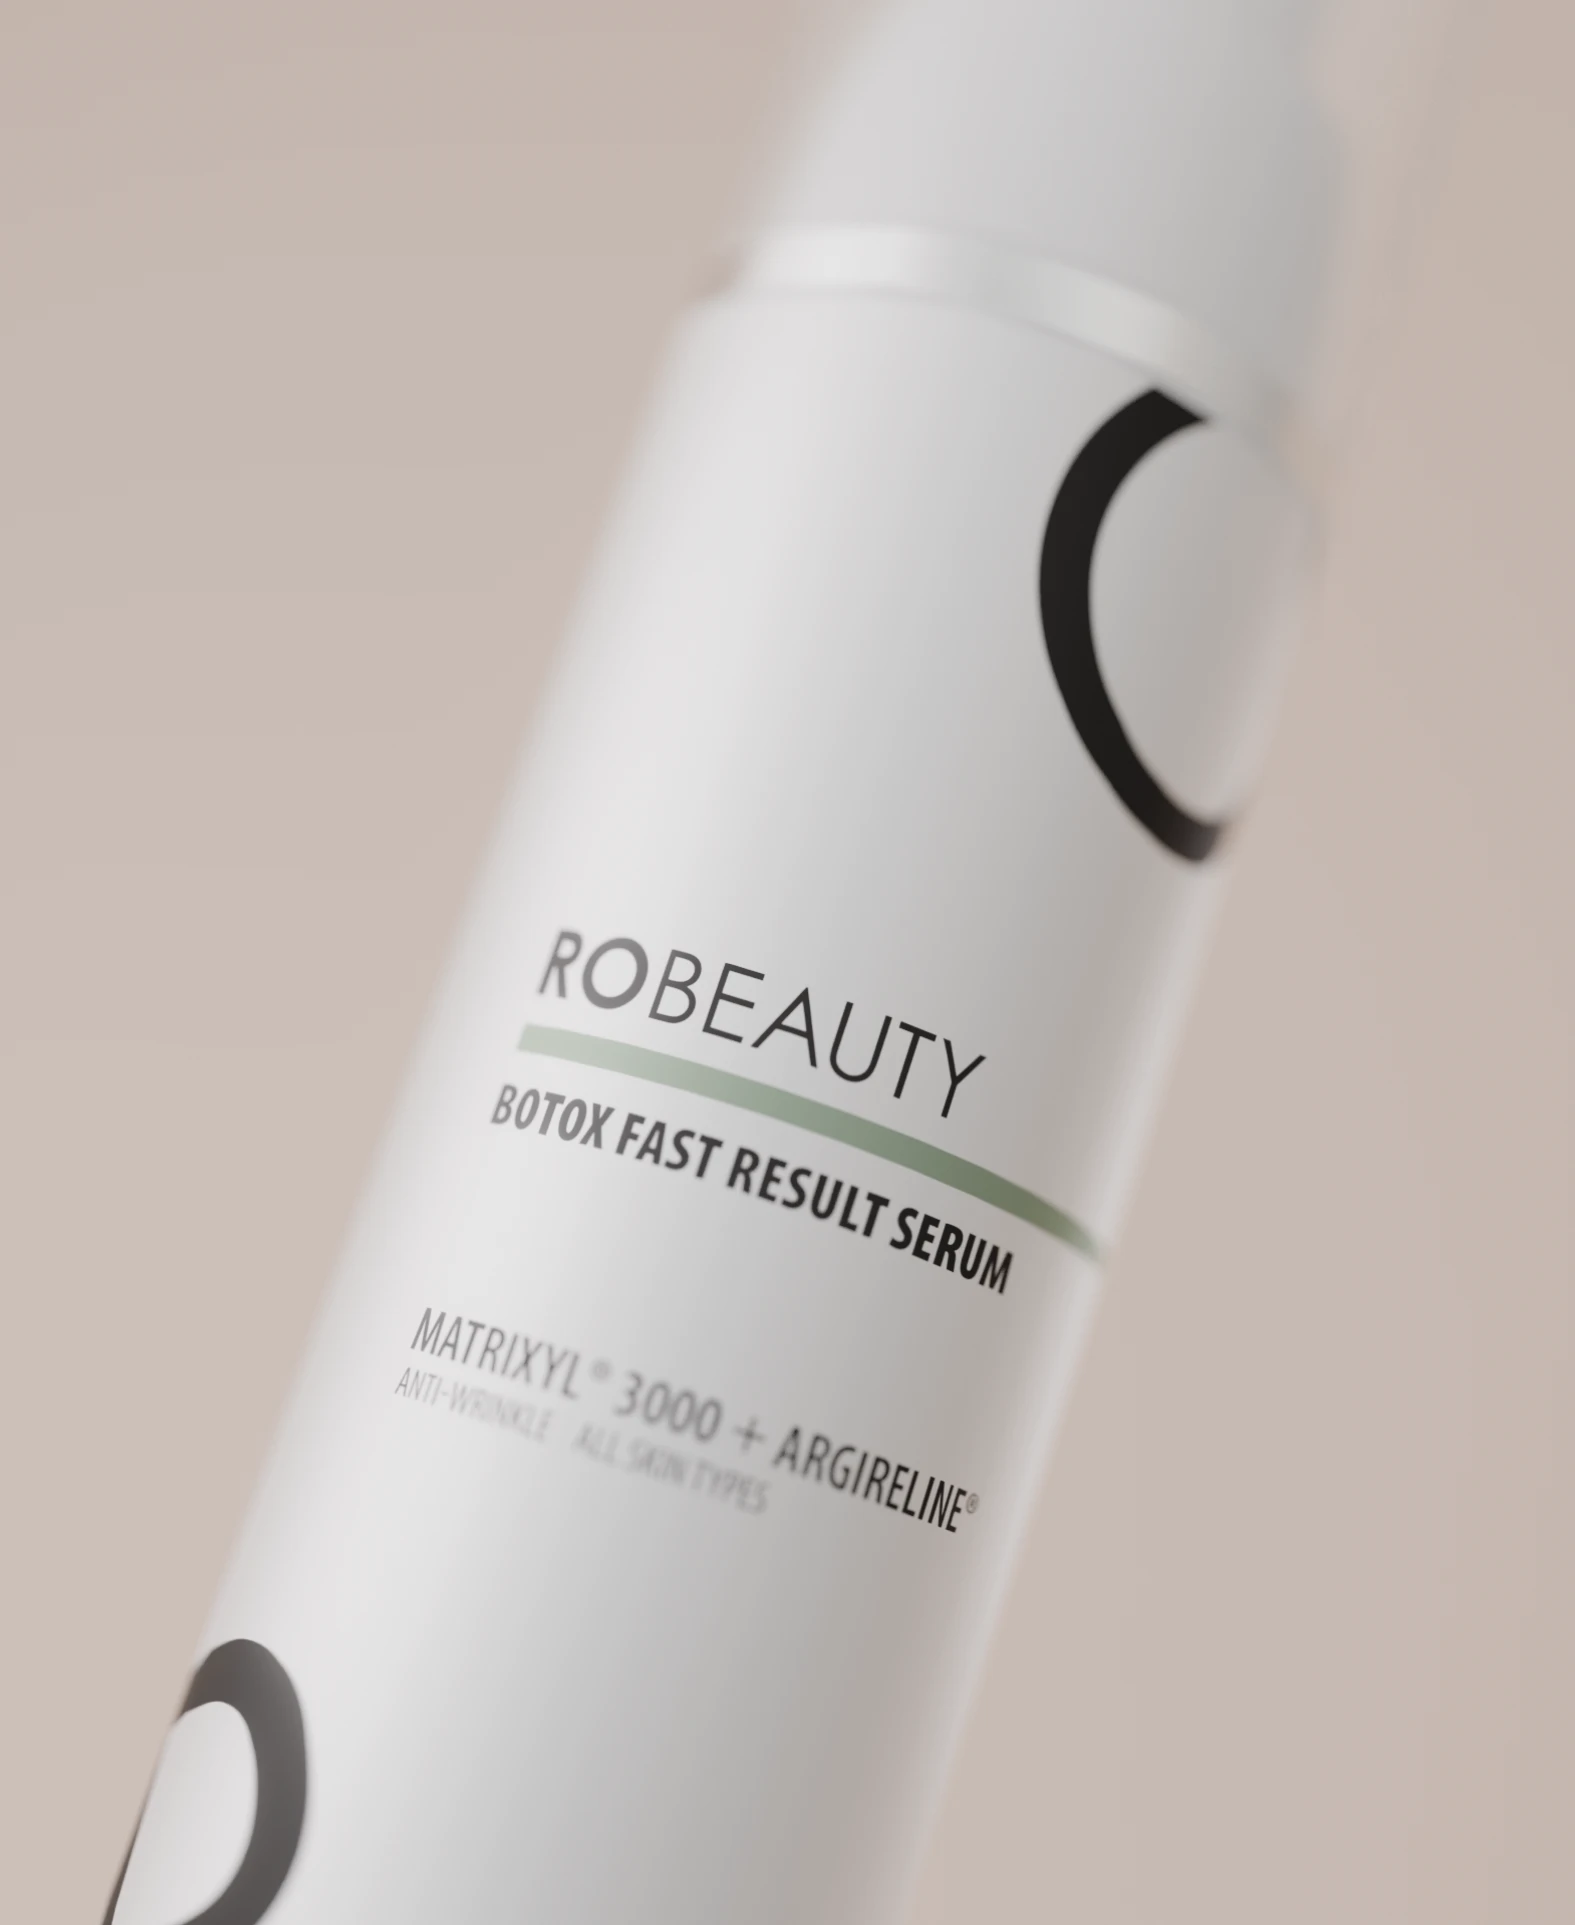 ROBEAUTY
BOTOX FAST RESULT SERUM
MATRIXYL® 3000 + ARGIRELINE®
ANTI-WRINKLE ALL SKIN TYPES